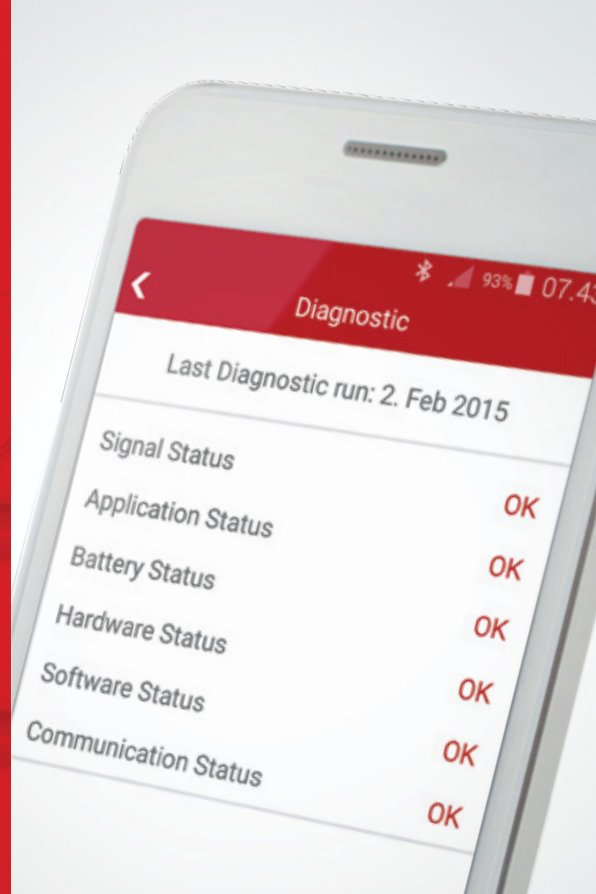 93% 07.43
Diagnostic
Last Diagnostic run: 2. Feb 2015
Signal Status OK
Application Status OK
Battery Status OK
Hardware Status OK
Software Status OK
Communication Status OK